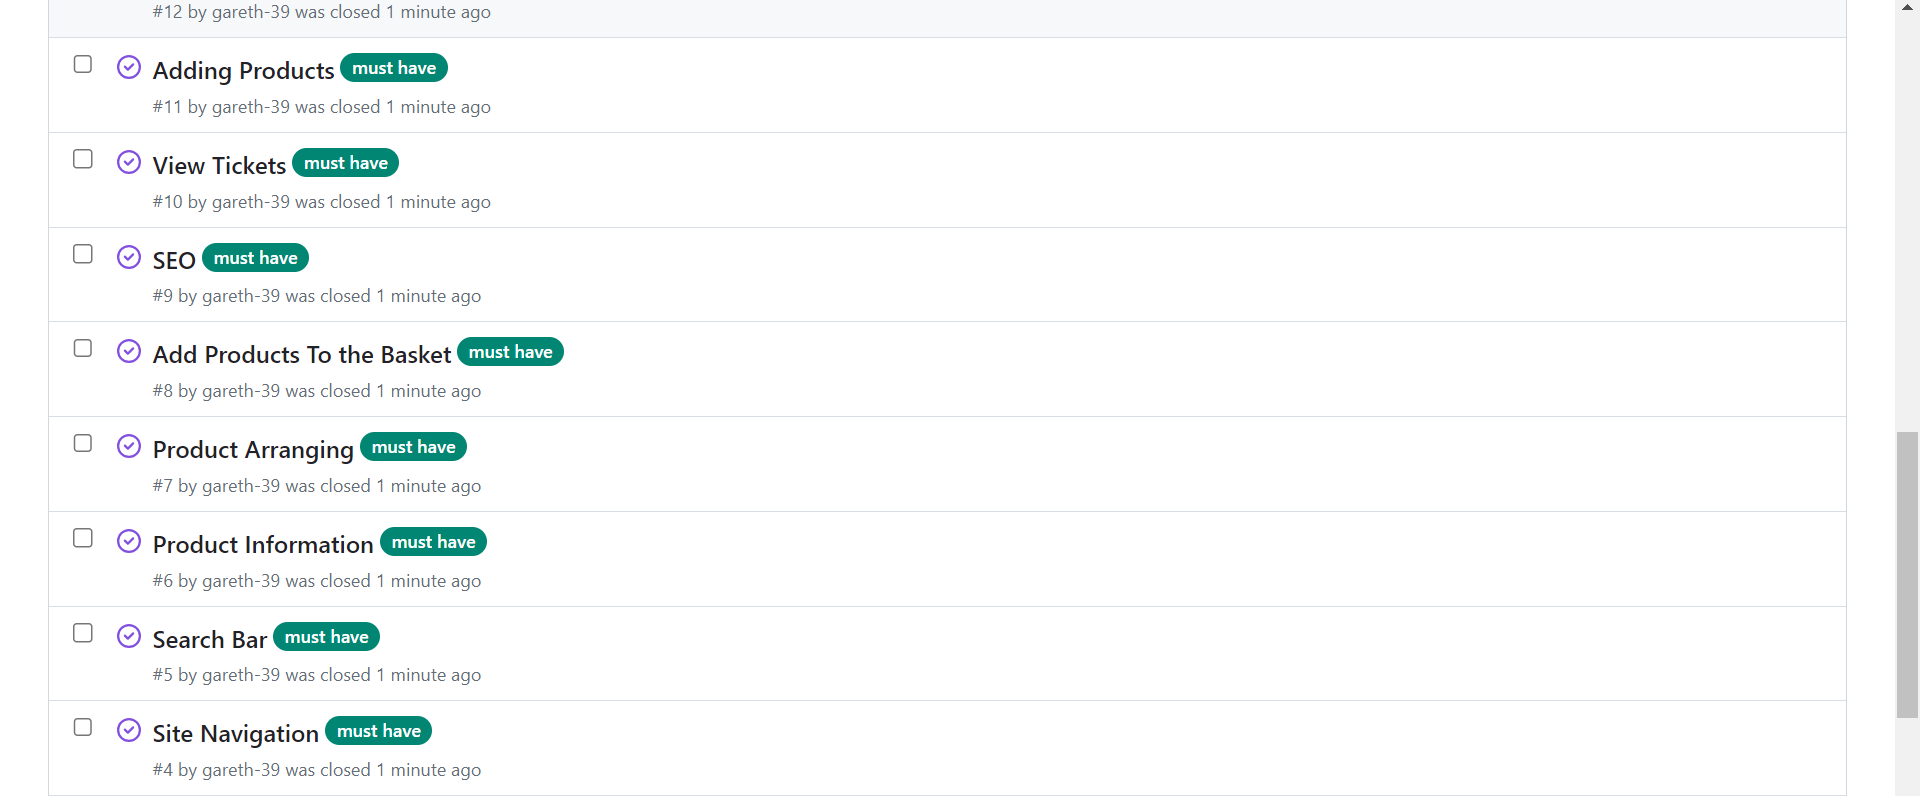 #12 by gareth-39 was closed 1 minute ago
Adding Products must have
#11 by gareth-39 was closed 1 minute ago
View Tickets must have
#10 by gareth-39 was closed 1 minute ago
SEO must have
#9 by gareth-39 was closed 1 minute ago
Add Products To the Basket must have
#8 by gareth-39 was closed 1 minute ago
Product Arranging must have
#7 by gareth-39 was closed 1 minute ago
Product Information must have
#6 by gareth-39 was closed 1 minute ago
Search Bar must have
#5 by gareth-39 was closed 1 minute ago
Site Navigation must have
#4 by gareth-39 was closed 1 minute ago